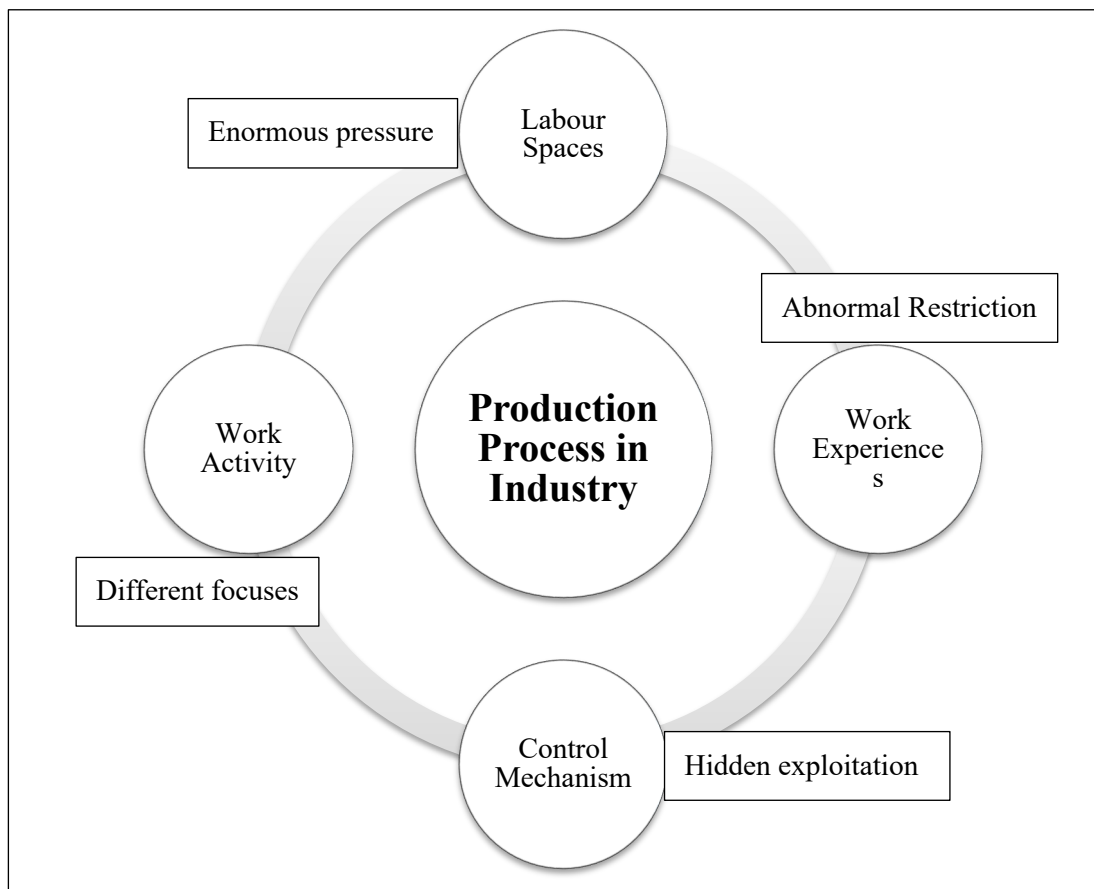 Labour
Spaces
Enormous pressure
Abnormal Restriction
Work
Experience
s
Production
Process in
Industry
Work
Activity
Different focuses
Control
Mechanism
Hidden exploitation